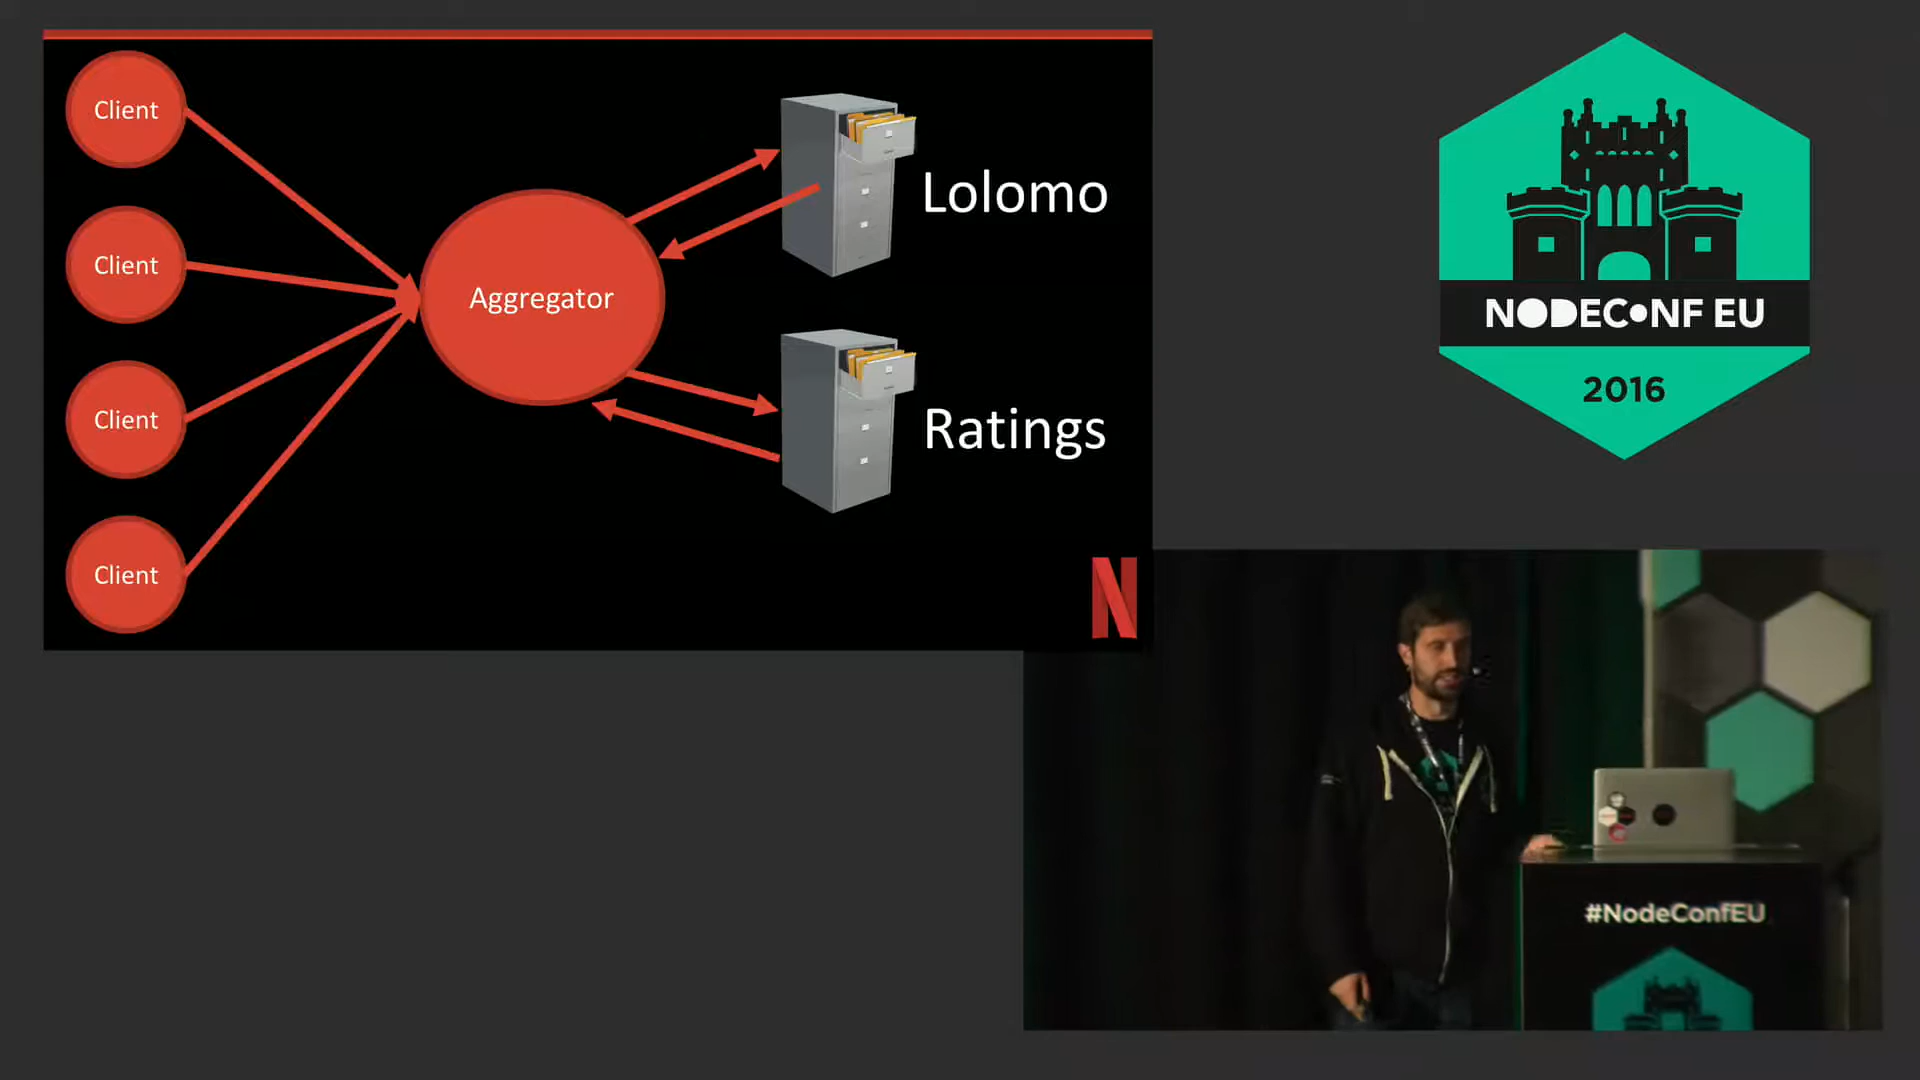 Client
Client
Client
Client
Aggregator
Lolomo
Ratings
N
NODECONF EU
2016
#NodeConfEU